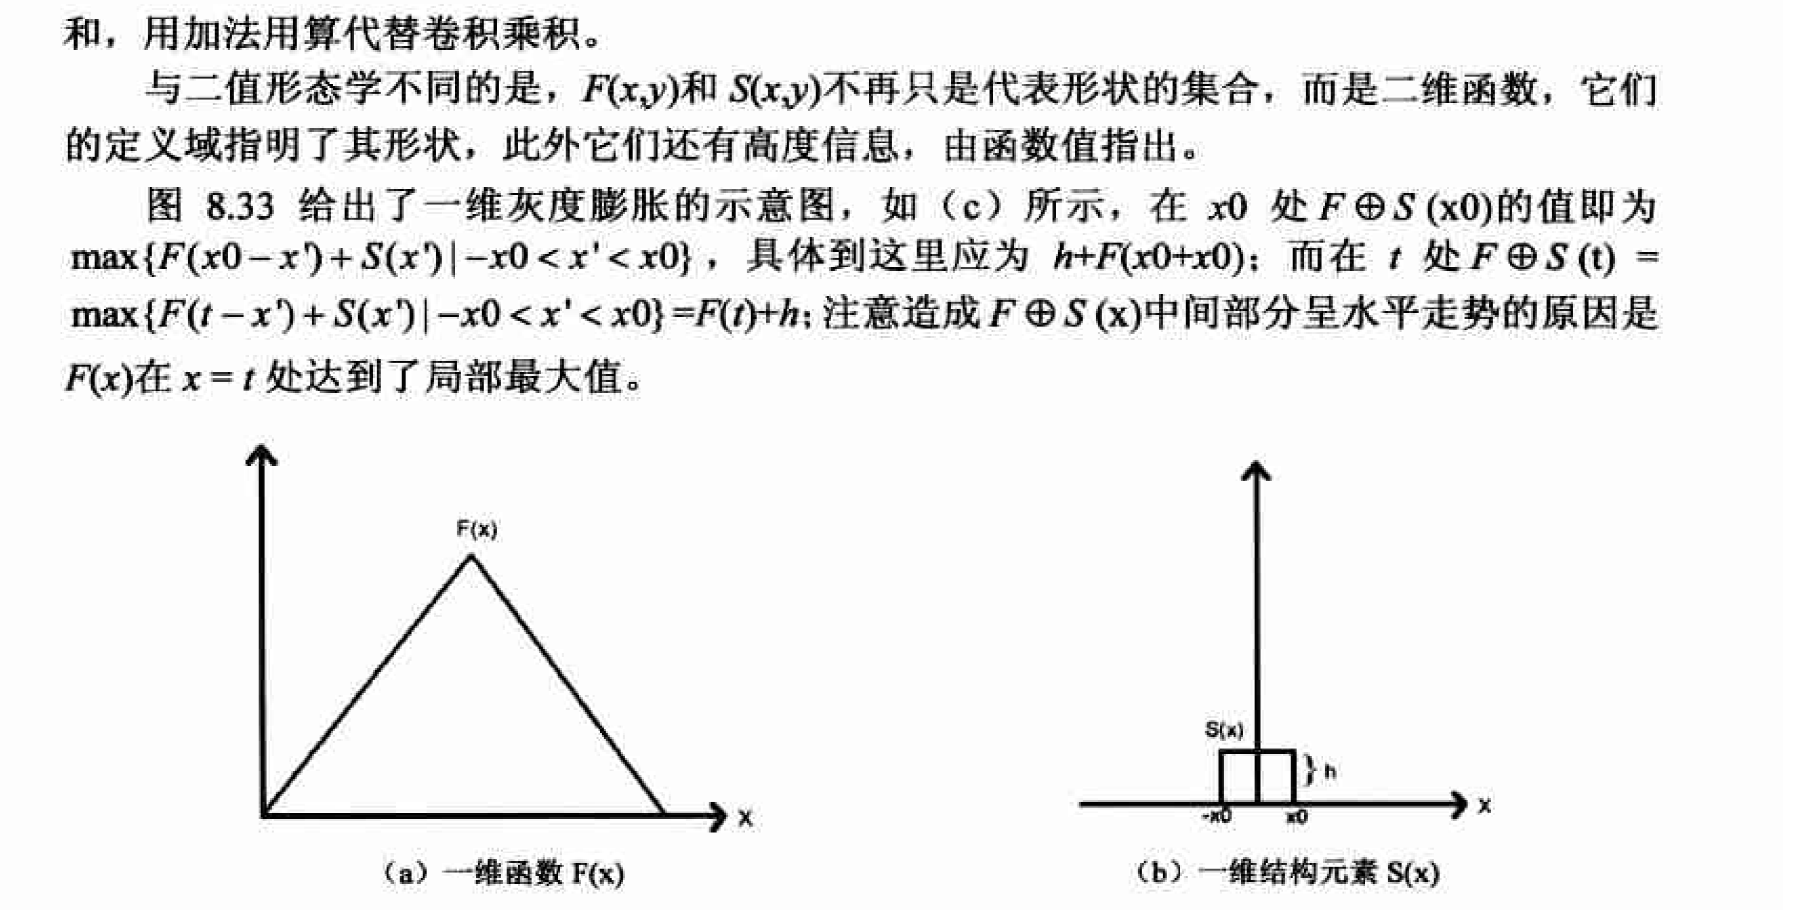 和，用加法用算代替卷积乘积。
与二值形态学不同的是，F(x,y)和 S(x,y)不再只是代表形状的集合，而是二维函数，它们
的定义域指明了其形状，此外它们还有高度信息，由函数值指出。
图 8.33 给出了一维灰度膨胀的示意图，如（c）所示，在 x0 处 F⊕S (x0)的值即为
max{F(x0−x')+S(x')|−x0<x'<x0}，具体到这里应为 h+F(x0+x0)；而在 t 处 F⊕S (t) =
max{F(t−x')+S(x')|−x0<x'<x0}=F(t)+h；注意造成 F⊕S (x)中间部分呈水平走势的原因是
F(x)在 x = t 处达到了局部最大值。
F(x)
S(x)
} h
X
-x0
x0
X
（a）一维函数 F(x)
（b）一维结构元素 S(x)